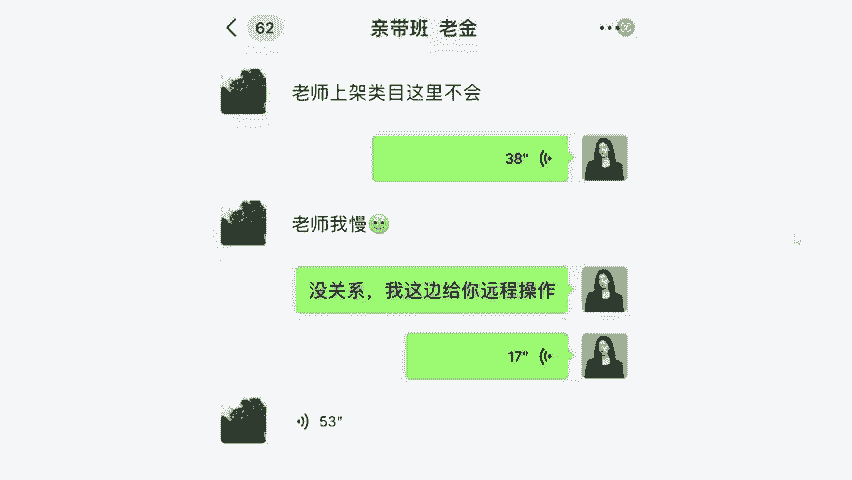 62
亲带班 老金
老师上架类目这里不会
38"
老师我慢
没关系，我这边给你远程操作
17"
53"